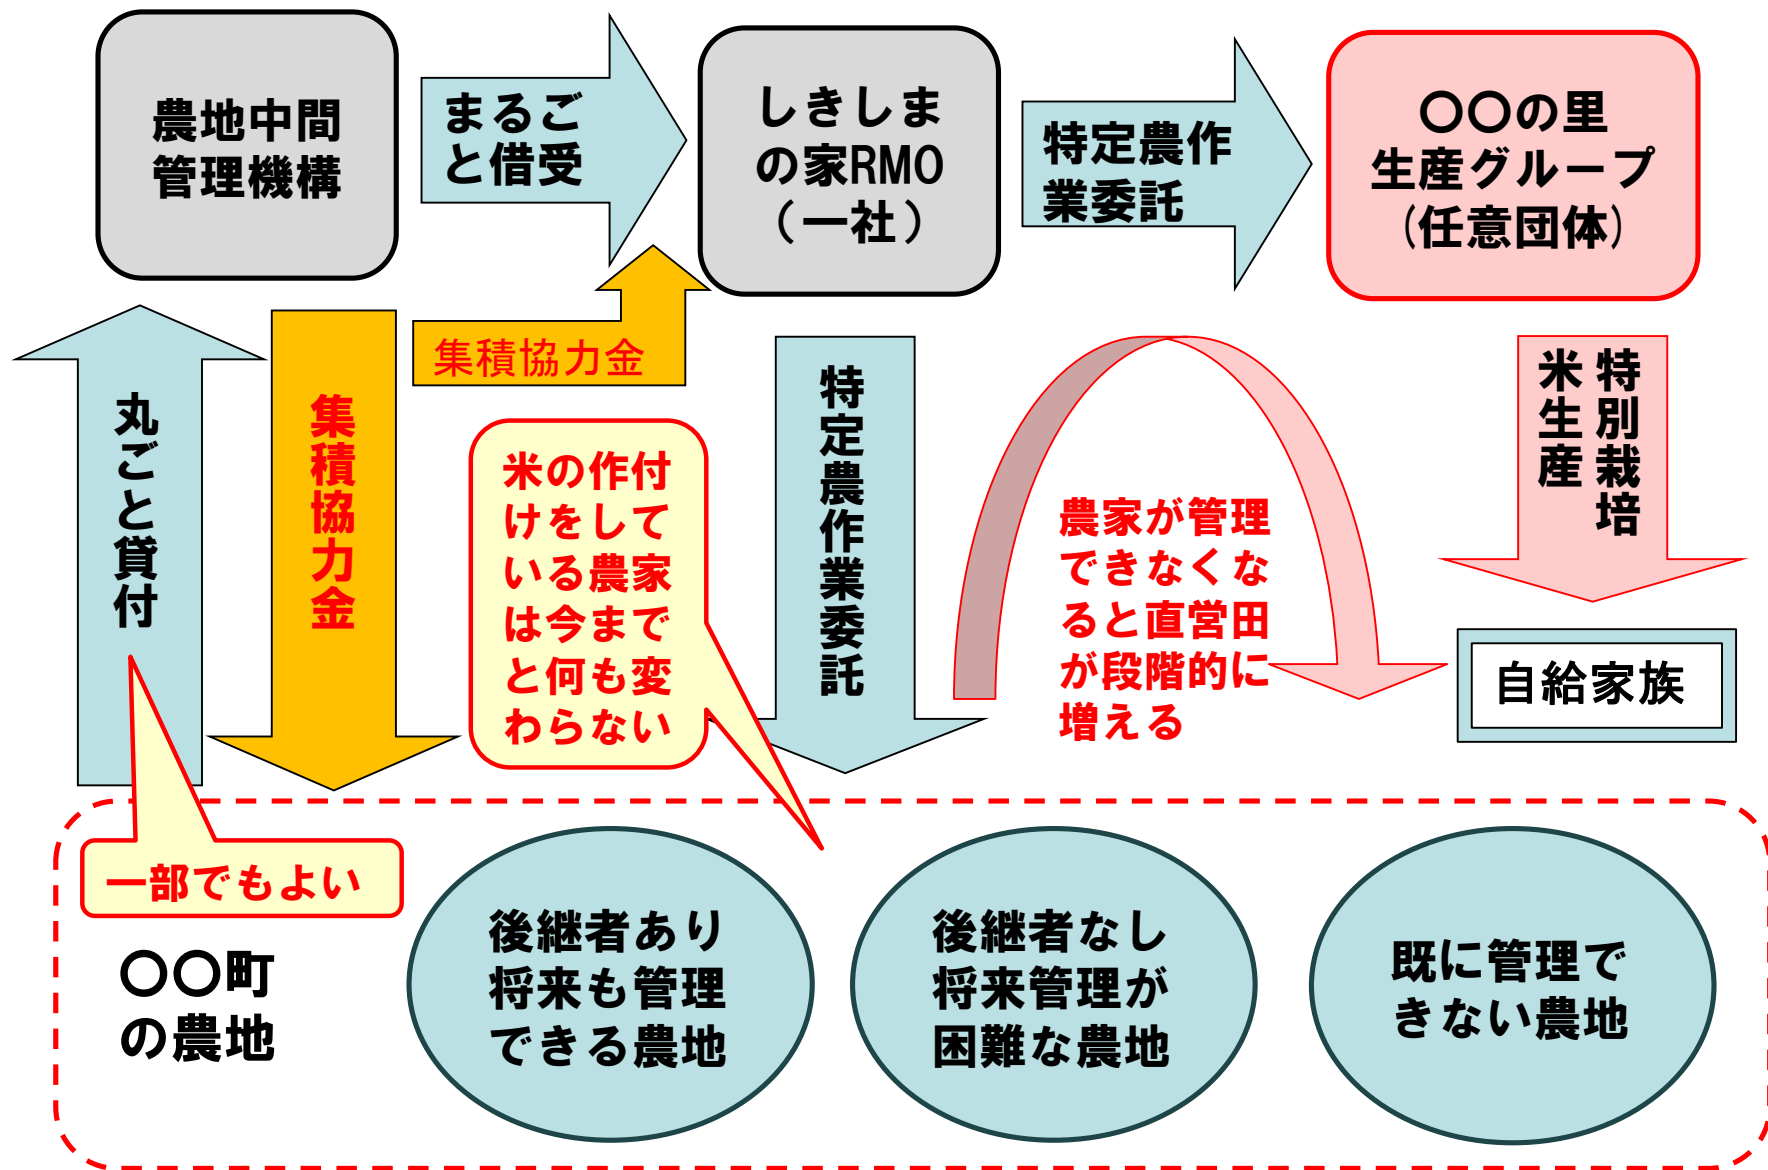 農地中間
管理機構
まるご
と借受
しきしま
の家RMO
（一社）
特定農作
業委託
〇〇の里
生産グループ
（任意団体）
丸ごと貸付
集積協力金
集積協力金
米の作付
けをして
いる農家
は今まで
と何も変
わらない
特定農作業委託
農家が管理
できなくな
ると直営田
が段階的に
増える
特別栽培
米生産
自給家族
一部でもよい
〇〇町
の農地
後継者あり
将来も管理
できる農地
後継者なし
将来管理が
困難な農地
既に管理で
きない農地